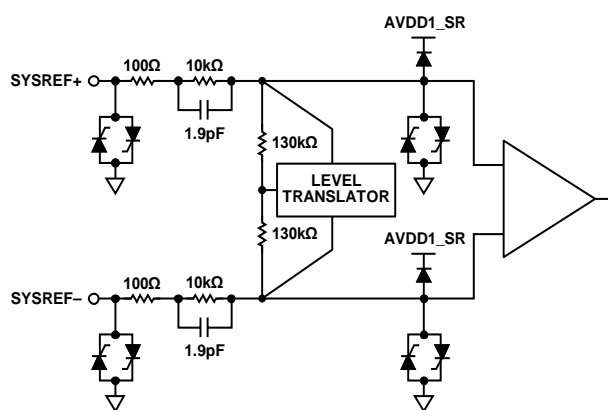 AVDD1_SR
100Ω 10kΩ
SYSREF+
1.9pF
130kΩ
LEVEL
TRANSLATOR
130kΩ
AVDD1_SR
100Ω 10kΩ
SYSREF–
1.9pF